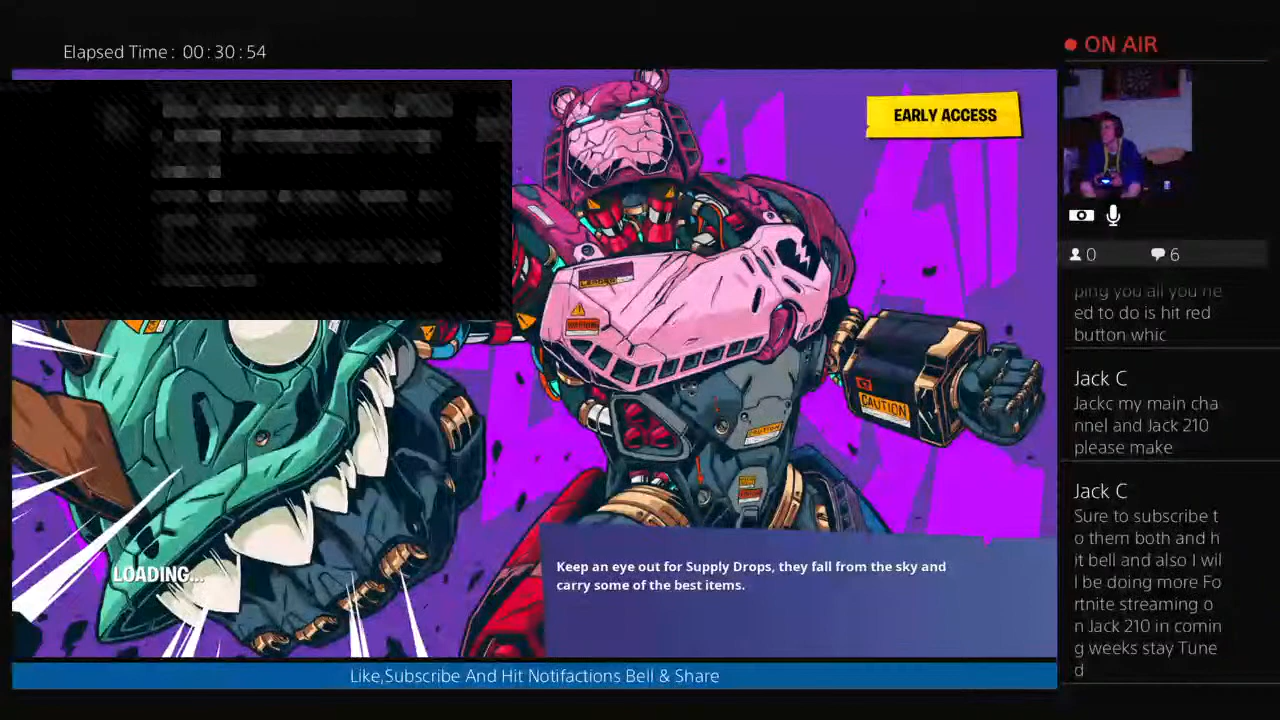 Elapsed Time: 00:30:54
ON AIR
EARLY ACCESS
0
6
ping you all you ne
ed to do is hit red
button whic
Jack C
Jackc my main cha
nnel and Jack 210
please make
Jack C
Sure to subscribe t
o them both and h
it bell and also I wil
l be doing more Fo
rtnite streaming o
n Jack 210 in comin
g weeks stay Tune
d
WARNING
CAUTION
LOADING...
Keep an eye out for Supply Drops, they fall from the sky and
carry some of the best items.
Like,Subscribe And Hit Notifactions Bell & Share